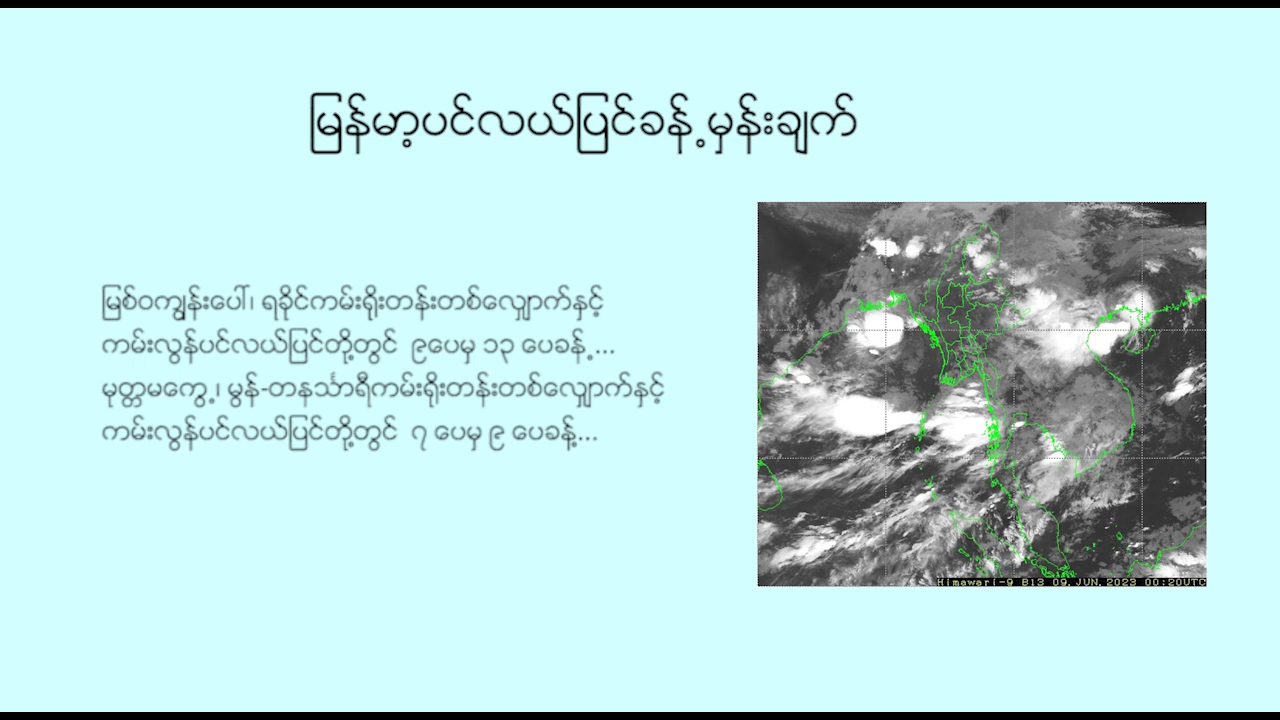 မြန်မာ့ပင်လယ်ပြင်ခန့်မှန်းချက်
မြစ်ဝကျွန်းပေါ်၊ ရခိုင်ကမ်းရိုးတန်းတစ်လျှောက်နှင့်
ကမ်းလွန်ပင်လယ်ပြင်တို့တွင် ၉ပေမှ ၁၃ ပေခန့်...
မုတ္တမကွေ့၊ မွန်-တနင်္သာရီကမ်းရိုးတန်းတစ်လျှောက်နှင့်
ကမ်းလွန်ပင်လယ်ပြင်တို့တွင် ၇ ပေမှ ၉ ပေခန့်...
Himawari-9 B13 09.JUN.2023 00:20UTC